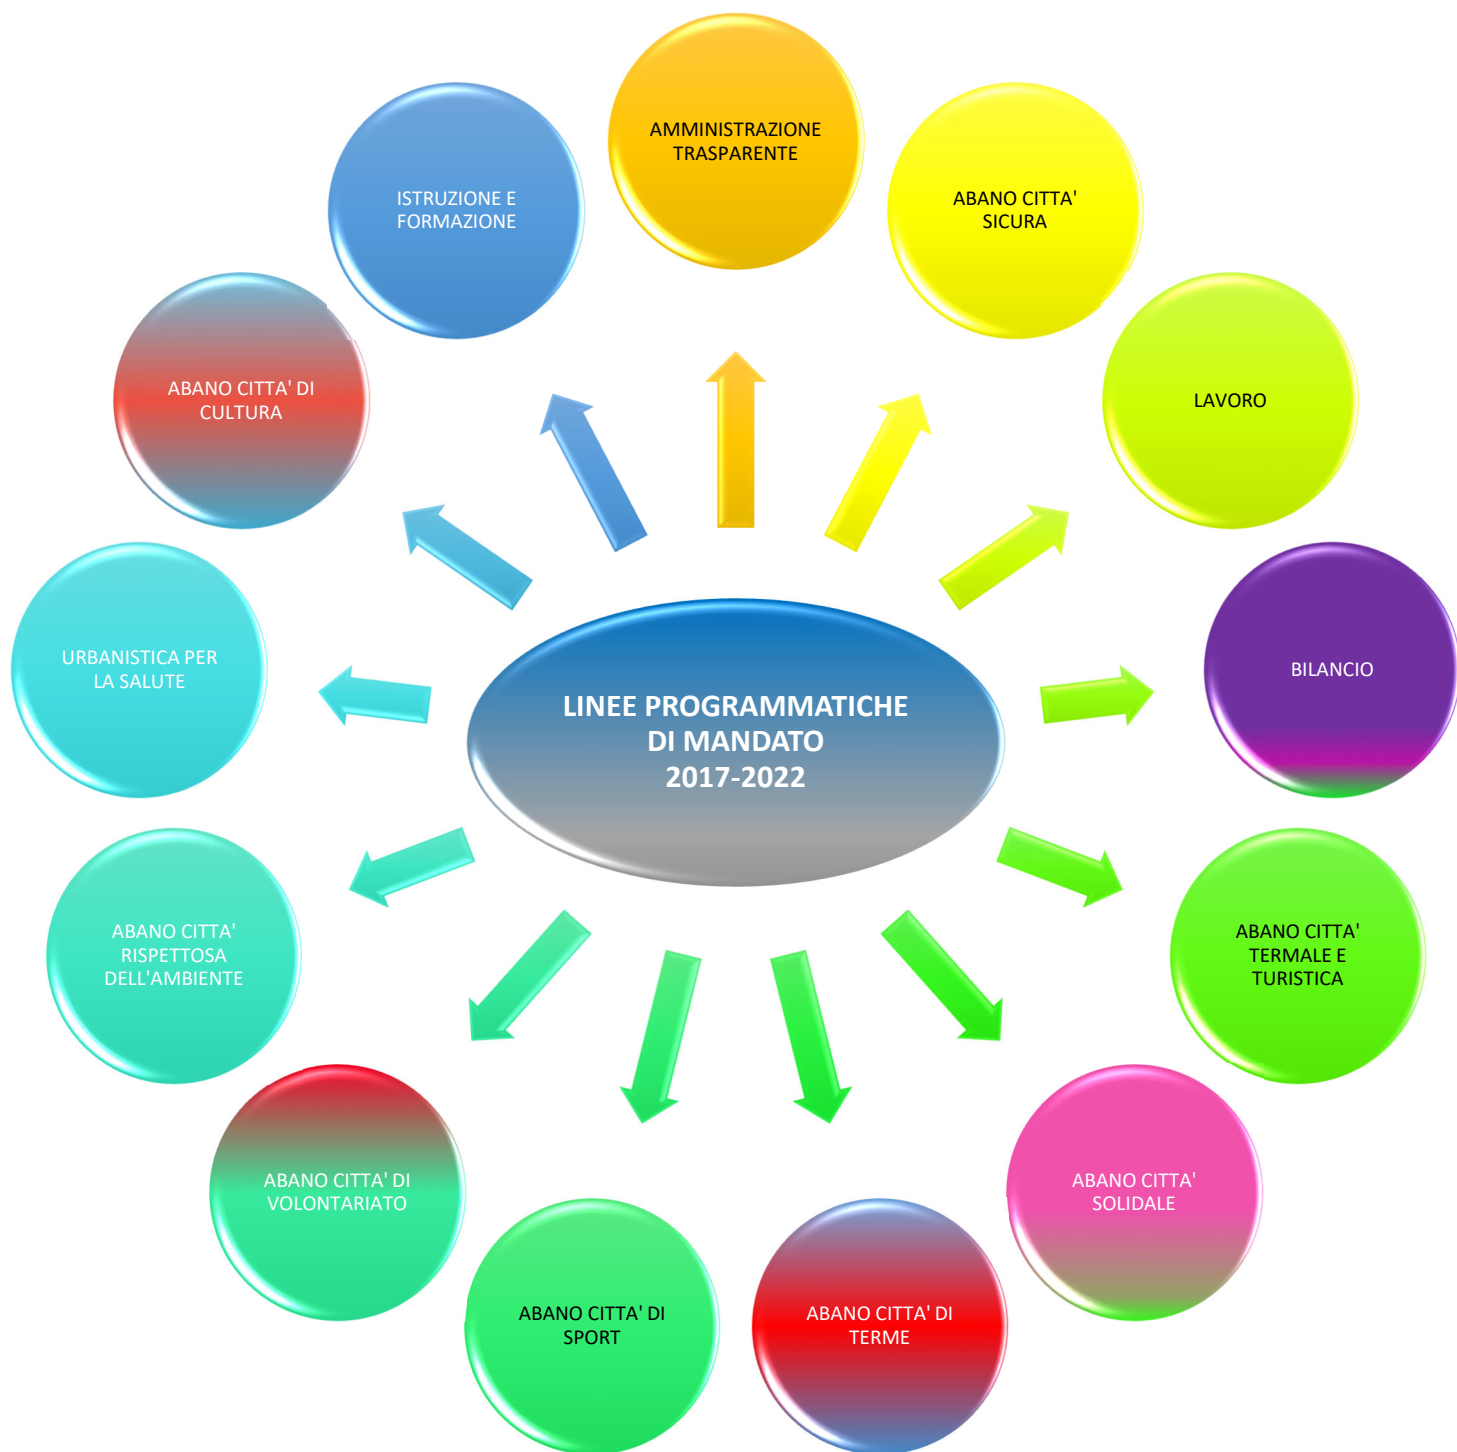 AMMINISTRAZIONE
TRASPARENTE
ABANO CITTA'
SICURA
LAVORO
BILANCIO
ABANO CITTA'
TERMALE E
TURISTICA
ABANO CITTA'
SOLIDALE
ABANO CITTA' DI
TERME
ABANO CITTA' DI
SPORT
ABANO CITTA' DI
VOLONTARIATO
ABANO CITTA'
RISPETTOSA
DELL'AMBIENTE
URBANISTICA PER
LA SALUTE
ABANO CITTA' DI
CULTURA
ISTRUZIONE E
FORMAZIONE
LINEE PROGRAMMATICHE
DI MANDATO
2017-2022